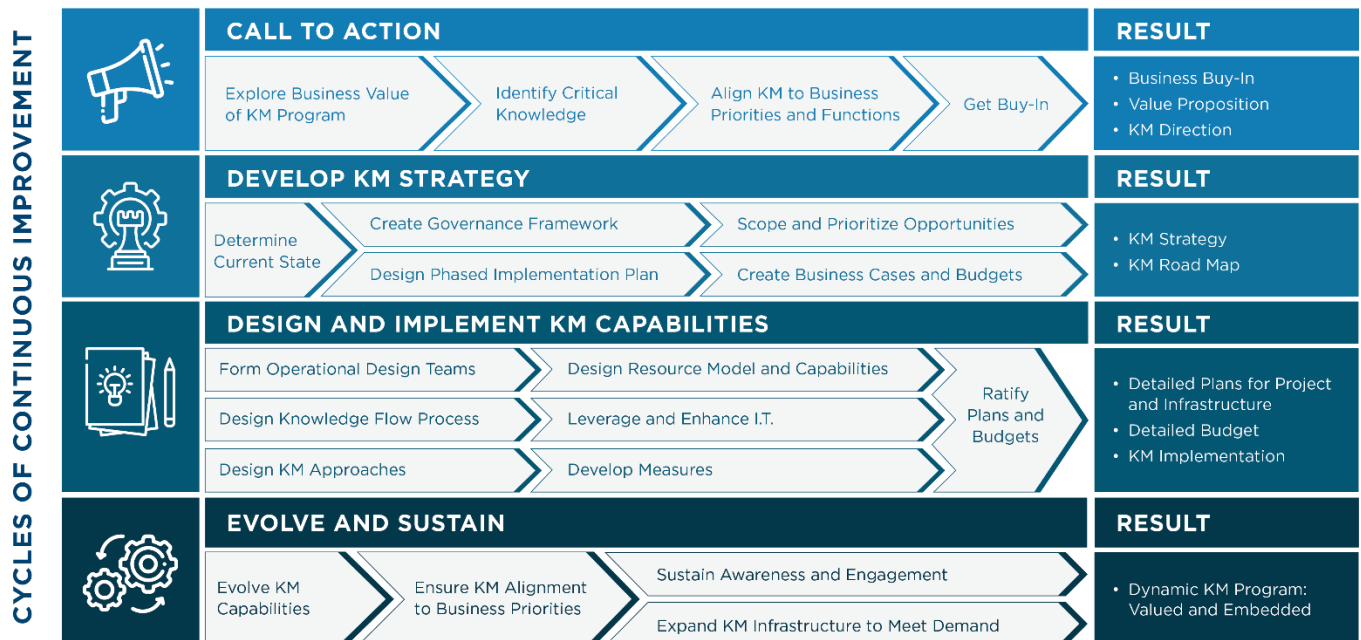 CYCLES OF CONTINUOUS IMPROVEMENT
CALL TO ACTION
Explore Business Value
of KM Program
Identify Critical
Knowledge
Align KM to Business
Priorities and Functions
Get Buy-In
RESULT
• Business Buy-In
• Value Proposition
• KM Direction
DEVELOP KM STRATEGY
Determine
Current State
Create Governance Framework
Scope and Prioritize Opportunities
Design Phased Implementation Plan
Create Business Cases and Budgets
RESULT
• KM Strategy
• KM Road Map
DESIGN AND IMPLEMENT KM CAPABILITIES
Form Operational Design Teams
Design Resource Model and Capabilities
Design Knowledge Flow Process
Leverage and Enhance I.T.
Design KM Approaches
Develop Measures
Ratify
Plans and
Budgets
RESULT
• Detailed Plans for Project
and Infrastructure
• Detailed Budget
• KM Implementation
EVOLVE AND SUSTAIN
Evolve KM
Capabilities
Ensure KM Alignment
to Business Priorities
Sustain Awareness and Engagement
Expand KM Infrastructure to Meet Demand
RESULT
• Dynamic KM Program:
Valued and Embedded